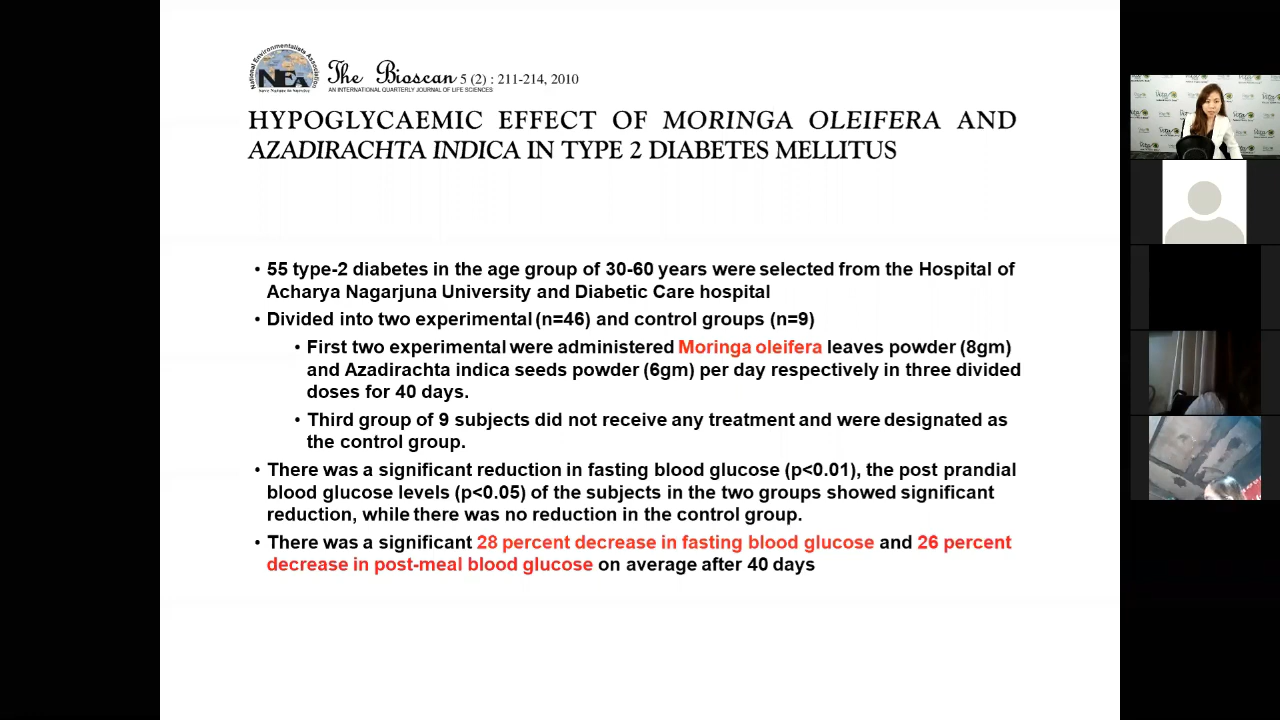 National Environmentalists Association
NEA
Save Nature to Survive
The Bioscan 5 (2) : 211-214, 2010
AN INTERNATIONAL QUARTERLY JOURNAL OF LIFE SCIENCES
HYPOGLYCAEMIC EFFECT OF MORINGA OLEIFERA AND
AZADIRACHTA INDICA IN TYPE 2 DIABETES MELLITUS
• 55 type-2 diabetes in the age group of 30-60 years were selected from the Hospital of
Acharya Nagarjuna University and Diabetic Care hospital
• Divided into two experimental (n=46) and control groups (n=9)
• First two experimental were administered Moringa oleifera leaves powder (8gm)
and Azadirachta indica seeds powder (6gm) per day respectively in three divided
doses for 40 days.
• Third group of 9 subjects did not receive any treatment and were designated as
the control group.
• There was a significant reduction in fasting blood glucose (p<0.01), the post prandial
blood glucose levels (p<0.05) of the subjects in the two groups showed significant
reduction, while there was no reduction in the control group.
• There was a significant 28 percent decrease in fasting blood glucose and 26 percent
decrease in post-meal blood glucose on average after 40 days